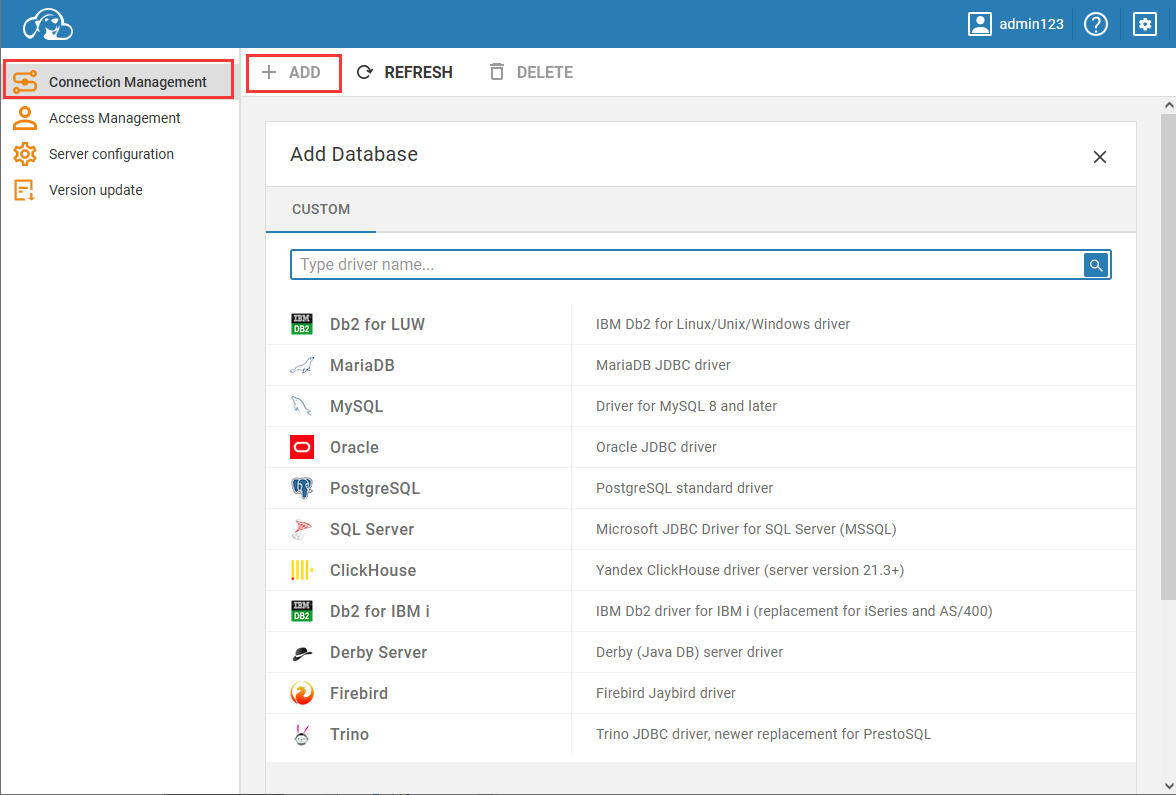 admin123
Connection Management
Access Management
Server configuration
Version update
ADD REFRESH DELETE
Add Database
CUSTOM
Type driver name...
IBM DB2 Db2 for LUW IBM Db2 for Linux/Unix/Windows driver
MariaDB MariaDB JDBC driver
MySQL Driver for MySQL 8 and later
Oracle Oracle JDBC driver
PostgreSQL PostgreSQL standard driver
SQL Server Microsoft JDBC Driver for SQL Server (MSSQL)
ClickHouse Yandex ClickHouse driver (server version 21.3+)
IBM DB2 Db2 for IBM i IBM Db2 driver for IBM i (replacement for iSeries and AS/400)
Derby Server Derby (Java DB) server driver
Firebird Firebird Jaybird driver
Trino Trino JDBC driver, newer replacement for PrestoSQL